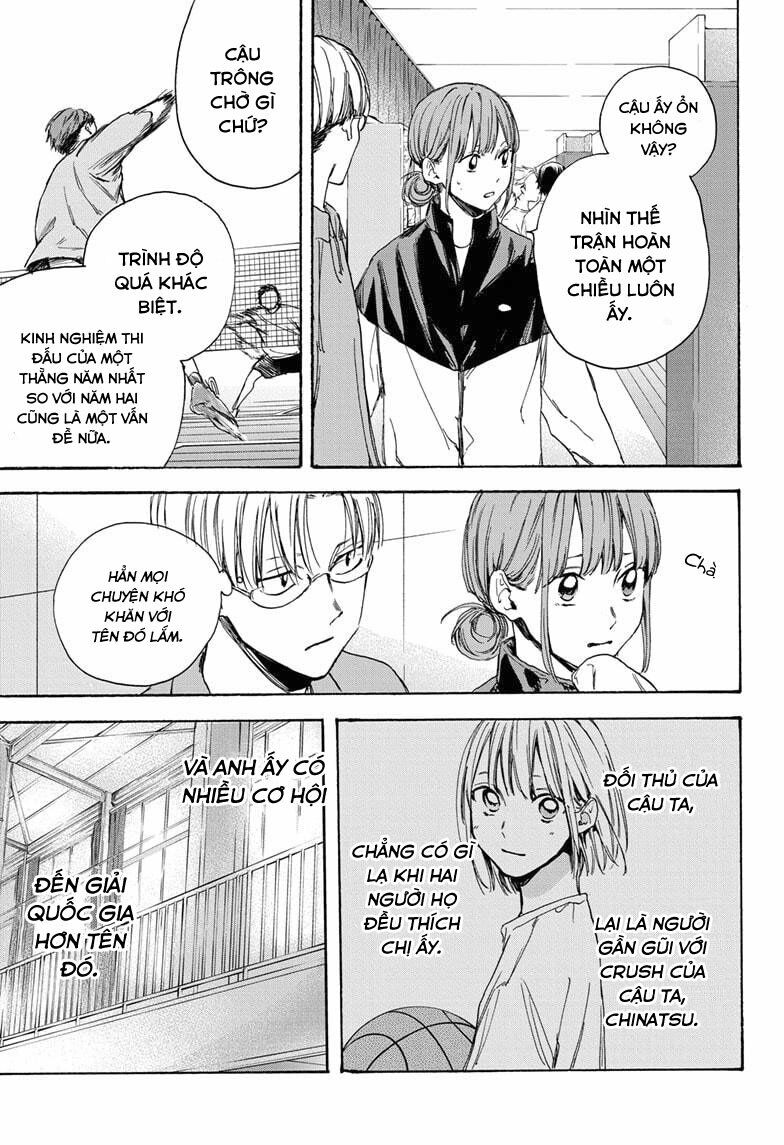 CẬU ẤY ỔN
KHÔNG
VẬY?
NHÌN THẾ
TRẬN HOÀN
TOÀN MỘT
CHIỀU LUÔN
ẤY.
CẬU
TRÔNG
CHỜ GÌ
CHỨ?
TRÌNH ĐỘ
QUÁ KHÁC
BIỆT.
KINH NGHIỆM THI
ĐẤU CỦA MỘT
THẰNG NĂM NHẤT
SO VỚI NĂM HAI
CŨNG LÀ MỘT VẤN
ĐỀ NỮA.
Chà
HẲN MỌI
CHUYỆN KHÓ
KHĂN VỚI
TÊN ĐÓ LẮM.
ĐỐI THỦ CỦA
CẬU TA,
LẠI LÀ NGƯỜI
GẦN GŨI VỚI
CRUSH CỦA
CẬU TA,
CHINATSU.
CHẲNG CÓ GÌ
LẠ KHI HAI
NGƯỜI HỌ
ĐỀU THÍCH
CHỊ ẤY.
VÀ ANH ẤY CÓ
NHIỀU CƠ HỘI
ĐẾN GIẢI
QUỐC GIA
HƠN TÊN
ĐÓ.